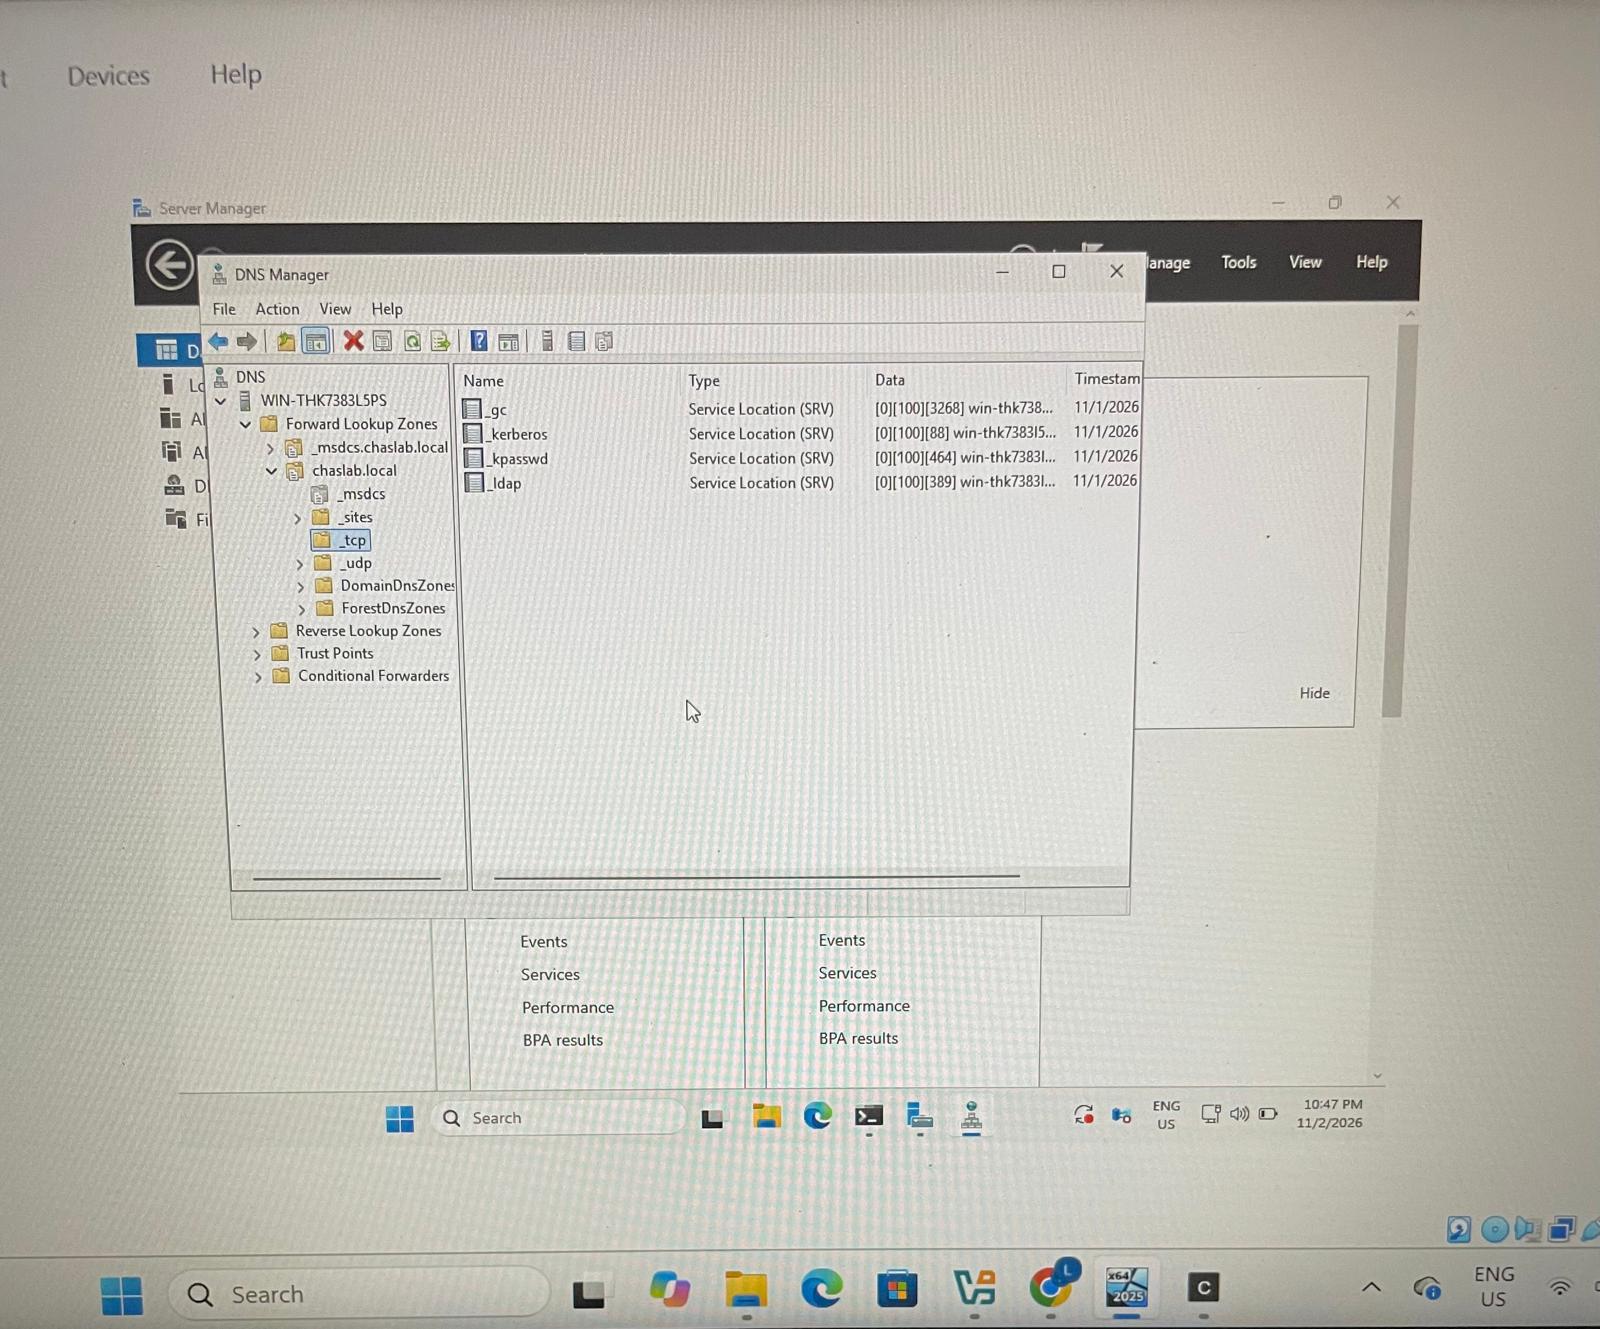 Devices Help
Server Manager
Tools View Help
DNS Manager
File Action View Help
DNS
WIN-THK7383L5PS
Forward Lookup Zones
_msdcs.chaslab.local
chaslab.local
_msdcs
_sites
_tcp
_udp
DomainDnsZones
ForestDnsZones
Reverse Lookup Zones
Trust Points
Conditional Forwarders
Name Type Data Timestam
_gc Service Location (SRV) [0][100][3268] win-thk738... 11/1/2026
_kerberos Service Location (SRV) [0][100][88] win-thk7383l5... 11/1/2026
_kpasswd Service Location (SRV) [0][100][464] win-thk7383l... 11/1/2026
_ldap Service Location (SRV) [0][100][389] win-thk7383l... 11/1/2026
Hide
Events Events
Services Services
Performance Performance
BPA results BPA results
Search
ENG
US
10:47 PM
11/2/2026
Search
L
x64
2025
C
ENG
US